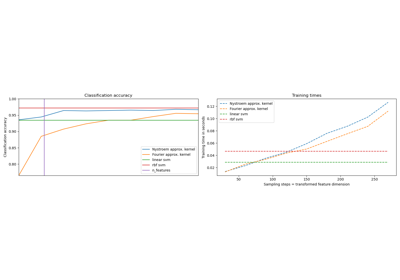 Classification accuracy
1.00
0.95
0.90
0.85
0.80
Classification accuracy
Nystroem approx. kernel
Fourier approx. kernel
linear svm
rbf svm
n_features
Training times
0.12
0.10
0.08
0.06
0.04
0.02
Training time in seconds
Nystroem approx. kernel
Fourier approx. kernel
linear svm
rbf svm
50
100
150
200
250
Sampling steps = transformed feature dimension